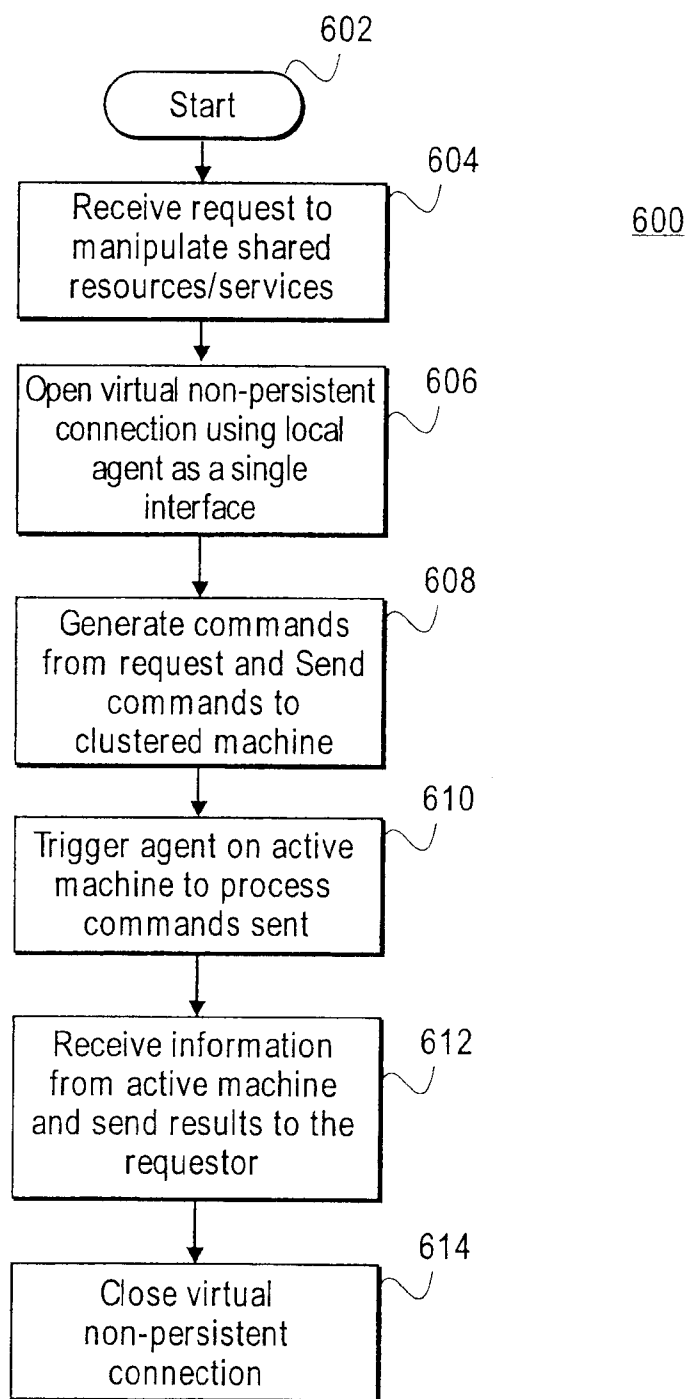 602
Start
604
Receive request to
manipulate shared
resources/services
600
606
Open virtual non-persistent
connection using local
agent as a single
interface
608
Generate commands
from request and Send
commands to
clustered machine
610
Trigger agent on active
machine to process
commands sent
612
Receive information
from active machine
and send results to the
requestor
614
Close virtual
non-persistent
connection